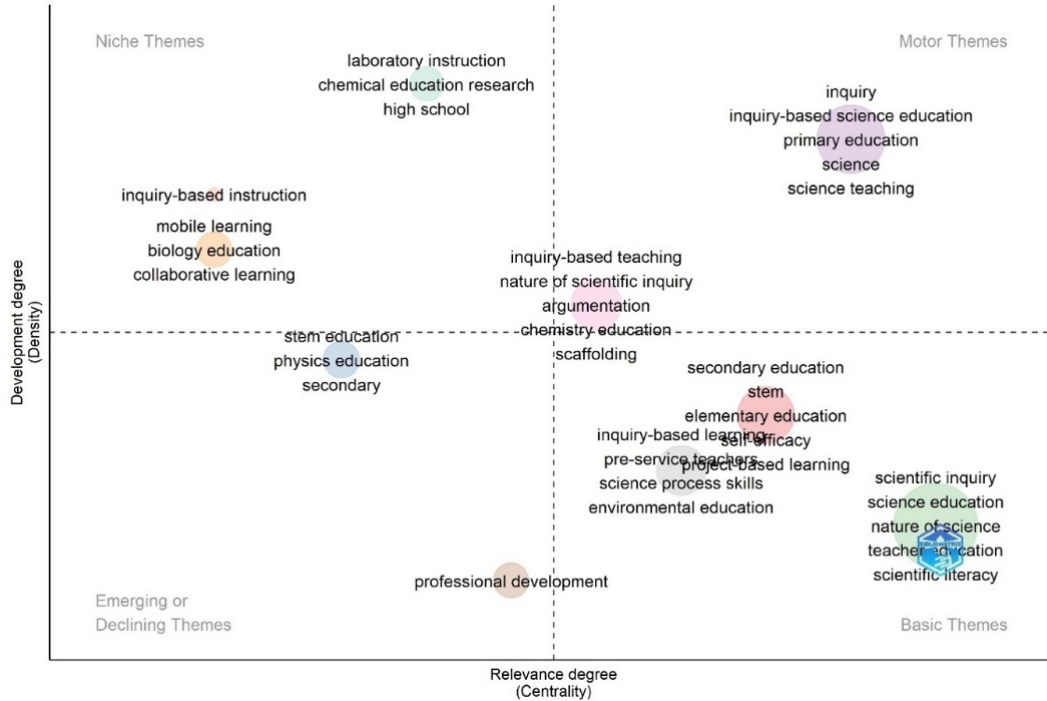 Niche Themes
Motor Themes
laboratory instruction
chemical education research
high school
inquiry
inquiry-based science education
primary education
science
science teaching
inquiry-based instruction
mobile learning
biology education
collaborative learning
inquiry-based teaching
nature of scientific inquiry
argumentation
chemistry education
scaffolding
stem education
physics education
secondary
secondary education
stem
elementary education
self-efficacy
project-based learning
inquiry-based learning
pre-service teachers
science process skills
environmental education
scientific inquiry
science education
nature of science
teacher education
scientific literacy
professional development
Emerging or
Declining Themes
Basic Themes
Development degree
(Density)
Relevance degree
(Centrality)